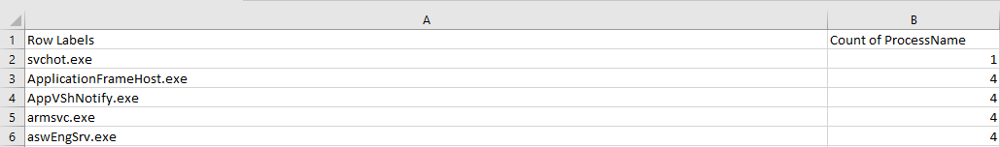 A B
1 Row Labels Count of ProcessName
2 svchot.exe 1
3 ApplicationFrameHost.exe 4
4 AppVShNotify.exe 4
5 armsvc.exe 4
6 aswEngSrv.exe 4